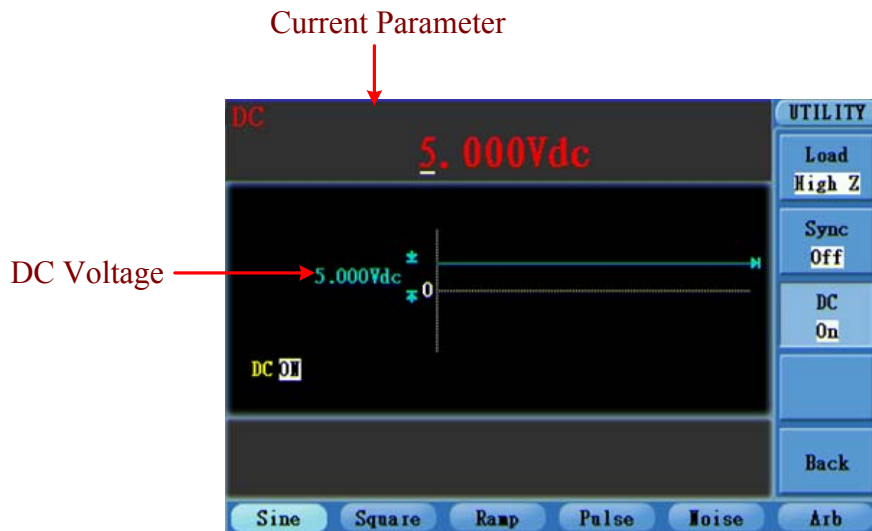 Current Parameter
DC
5.000Vdc
UTILITY
Load
High Z
Sync
Off
DC
On
DC Voltage
5.000Vdc
0
DC ON
Back
Sine Square Ramp Pulse Noise Arb